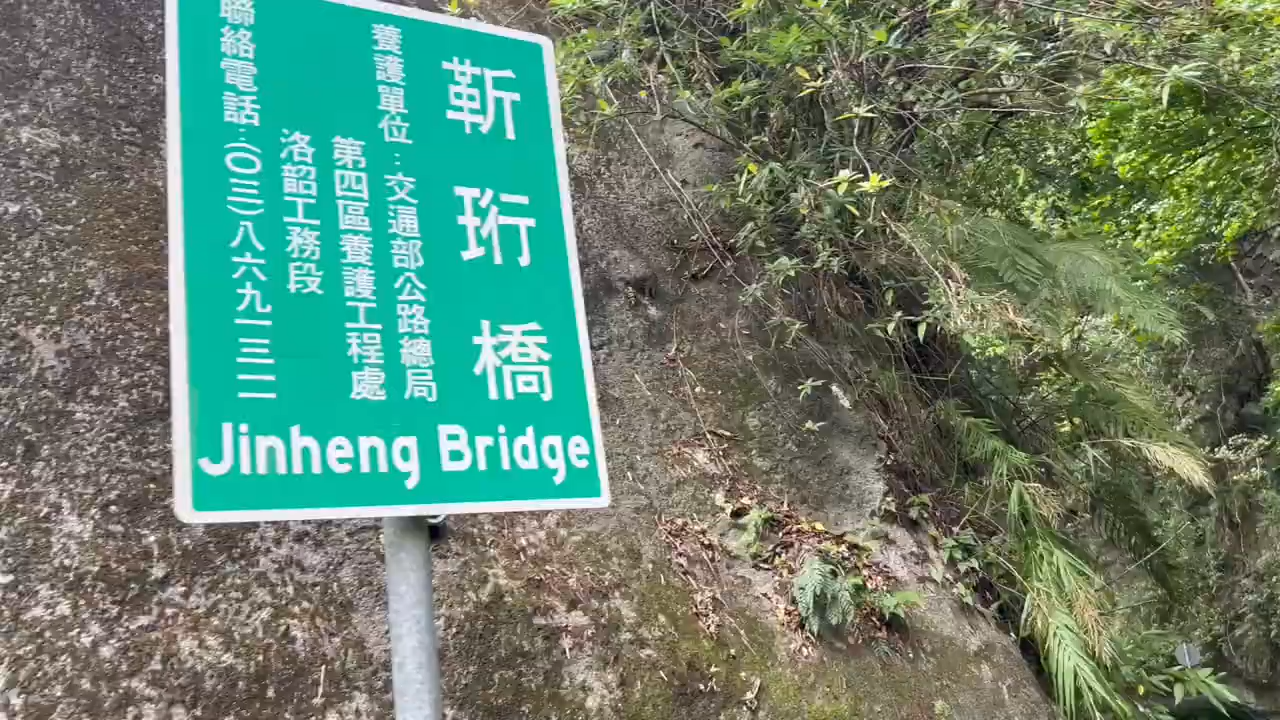 靳珩橋
養護單位：交通部公路總局
第四區養護工程處
洛韶工務段
聯絡電話：(〇三)八六九一三二一
Jinheng Bridge